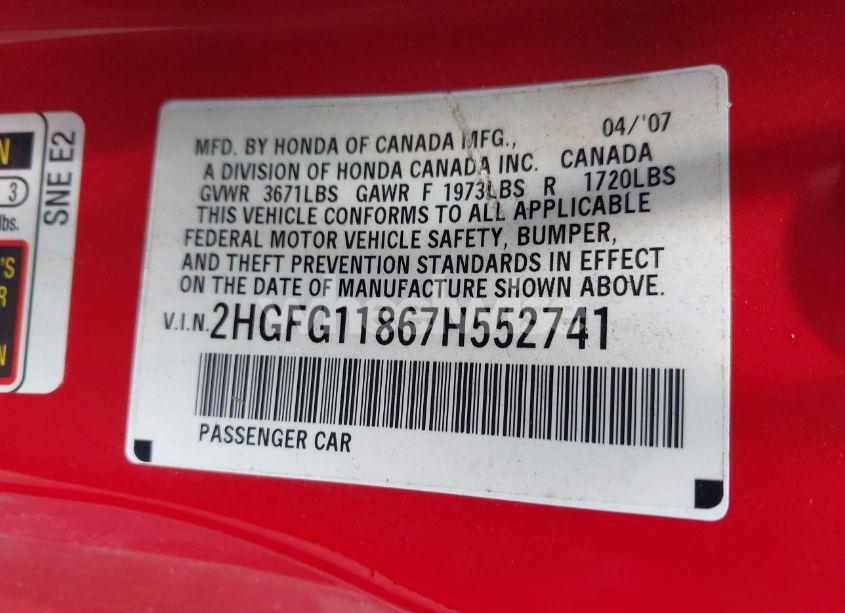 MFD. BY HONDA OF CANADA MFG., 04/'07
A DIVISION OF HONDA CANADA INC. CANADA
GVWR 3671LBS GAWR F 1973LBS R 1720LBS
THIS VEHICLE CONFORMS TO ALL APPLICABLE
FEDERAL MOTOR VEHICLE SAFETY, BUMPER,
AND THEFT PREVENTION STANDARDS IN EFFECT
ON THE DATE OF MANUFACTURE SHOWN ABOVE.
V.I.N. 2HGFG11867H552741
PASSENGER CAR
SNE E2
N
3
lbs.
'S
R
N